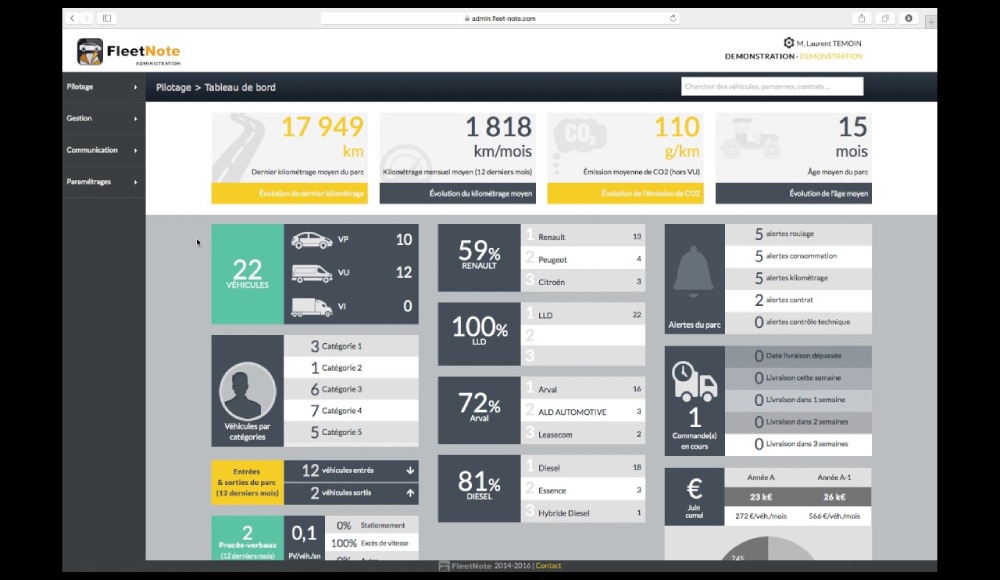 admin.fleet-note.com
FleetNote
ADMINISTRATION
M. Laurent TEMOIN
DEMONSTRATION - DEMONSTRATION
Pilotage
Gestion
Communication
Paramétrages
Pilotage > Tableau de bord
Chercher des véhicules, personnes, contrats ...
17 949
km
Dernier kilométrage moyen du parc
Évolution du dernier kilométrage
1 818
km/mois
Kilométrage mensuel moyen (12 derniers mois)
Évolution du kilométrage moyen
CO2
110
g/km
Émission moyenne de CO2 (hors VU)
Évolution de l'émission de CO2
15
mois
Âge moyen du parc
Évolution de l'âge moyen
22
VÉHICULES
VP 10
VU 12
VI 0
Véhicules par
catégories
3 Catégorie 1
1 Catégorie 2
6 Catégorie 3
7 Catégorie 4
5 Catégorie 5
Entrées
& sorties du parc
(12 derniers mois)
12 véhicules entrés
2 véhicules sortis
2
Procès-verbaux
(12 derniers mois)
0,1
PV/véh./an
0% Stationnement
100% Excès de vitesse
0%
59%
RENAULT
1 Renault 13
2 Peugeot 4
3 Citroën 3
100%
LLD
1 LLD 22
2
3
72%
Arval
1 Arval 16
2 ALD AUTOMOTIVE 3
3 Leasecom 2
81%
DIESEL
1 Diesel 18
2 Essence 3
3 Hybride Diesel 1
Alertes du parc
5 alertes roulage
5 alertes consommation
5 alertes kilométrage
2 alertes contrat
0 alertes contrôle technique
1
Commande(s)
en cours
0 Date livraison dépassée
0 Livraison cette semaine
0 Livraison dans 1 semaine
0 Livraison dans 2 semaines
0 Livraison dans 3 semaines
€
Juin
cumul
Année A Année A-1
23 k€ 26 k€
272 €/véh./mois 566 €/véh./mois
24%
FleetNote 2014-2016 | Contact